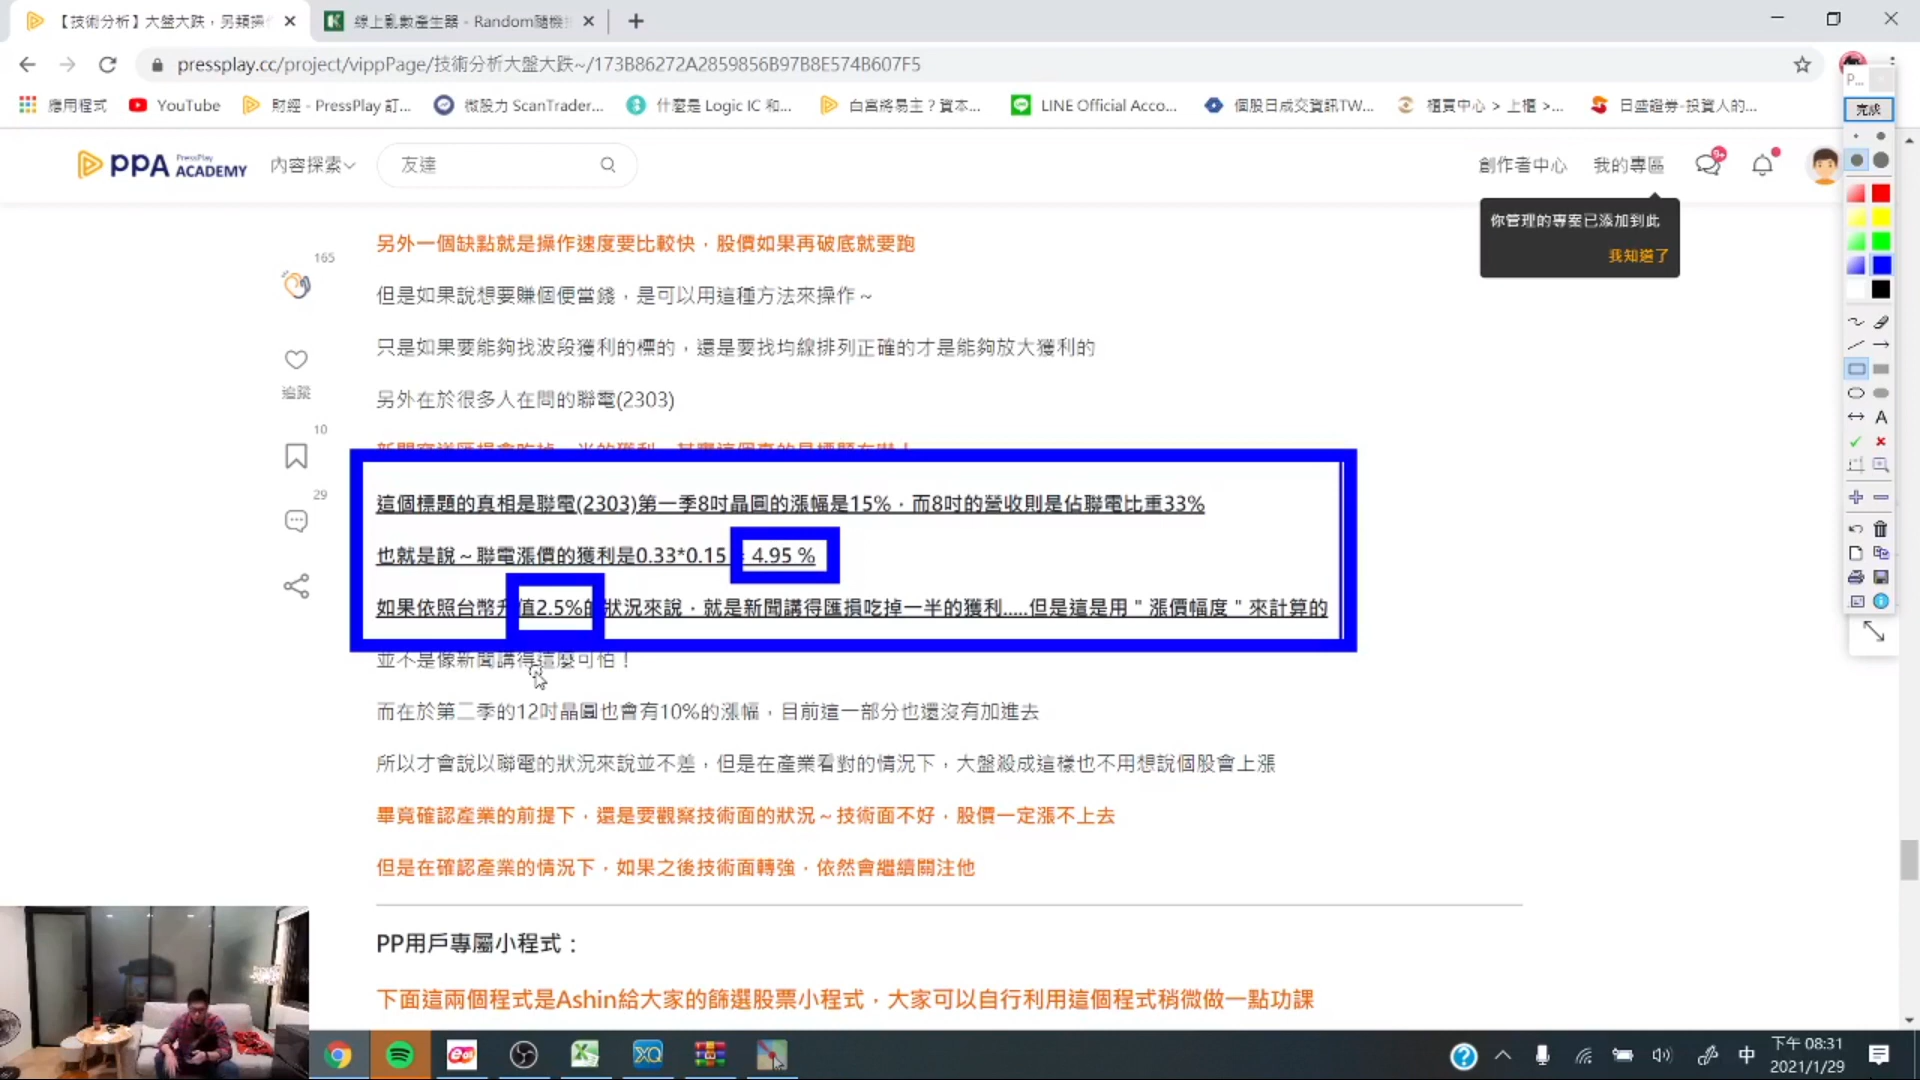 【技術分析】大盤大跌，另類操
線上亂數產生器 - Random隨機
pressplay.cc/project/vippPage/技術分析大盤大跌~/173B86272A2859856B97B8E574B607F5
應用程式
YouTube
財經 - PressPlay 訂...
微股力 ScanTrader...
什麼是 Logic IC 和...
白宮將易主？資本...
LINE Official Acco...
個股日成交資訊TW...
櫃買中心 > 上櫃 >...
日盛證券-投資人的...
P...
完成
PPA PressPlay ACADEMY
內容探索
友達
創作者中心
我的專區
9+
你管理的專案已添加到此
我知道了
165
追蹤
10
29
另外一個缺點就是操作速度要比較快，股價如果再破底就要跑
但是如果說想要賺個便當錢，是可以用這種方法來操作～
只是如果要能夠找波段獲利的標的，還是要找均線排列正確的才是能夠放大獲利的
另外在於很多人在問的聯電(2303)
這個標題的真相是聯電(2303)第一季8吋晶圓的漲幅是15%，而8吋的營收則是佔聯電比重33%
也就是說～聯電漲價的獲利是0.33*0.15 4.95 %
如果依照台幣升值2.5%的狀況來說，就是新聞講得匯損吃掉一半的獲利.....但是這是用＂漲價幅度＂來計算的
並不是像新聞講得這麼可怕！
而在於第二季的12吋晶圓也會有10%的漲幅，目前這一部分也還沒有加進去
所以才會說以聯電的狀況來說並不差，但是在產業看對的情況下，大盤殺成這樣也不用想說個股會上漲
畢竟確認產業的前提下，還是要觀察技術面的狀況～技術面不好，股價一定漲不上去
但是在確認產業的情況下，如果之後技術面轉強，依然會繼續關注他
PP用戶專屬小程式：
下面這兩個程式是Ashin給大家的篩選股票小程式，大家可以自行利用這個程式稍微做一點功課
XQ
中
下午 08:31
2021/1/29